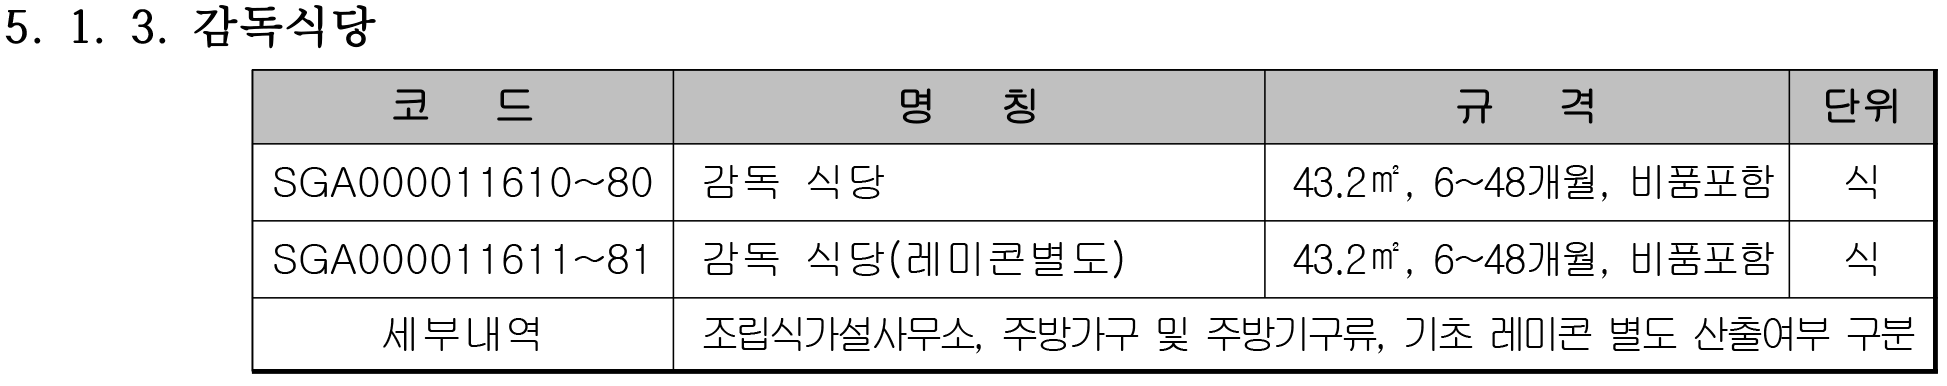 5. 1. 3. 감독식당
코 드 명 칭 규 격 단위
SGA000011610~80 감독 식당 43.2㎡, 6~48개월, 비품포함 식
SGA000011611~81 감독 식당(레미콘별도) 43.2㎡, 6~48개월, 비품포함 식
세부내역 조립식가설사무소, 주방가구 및 주방기구류, 기초 레미콘 별도 산출여부 구분